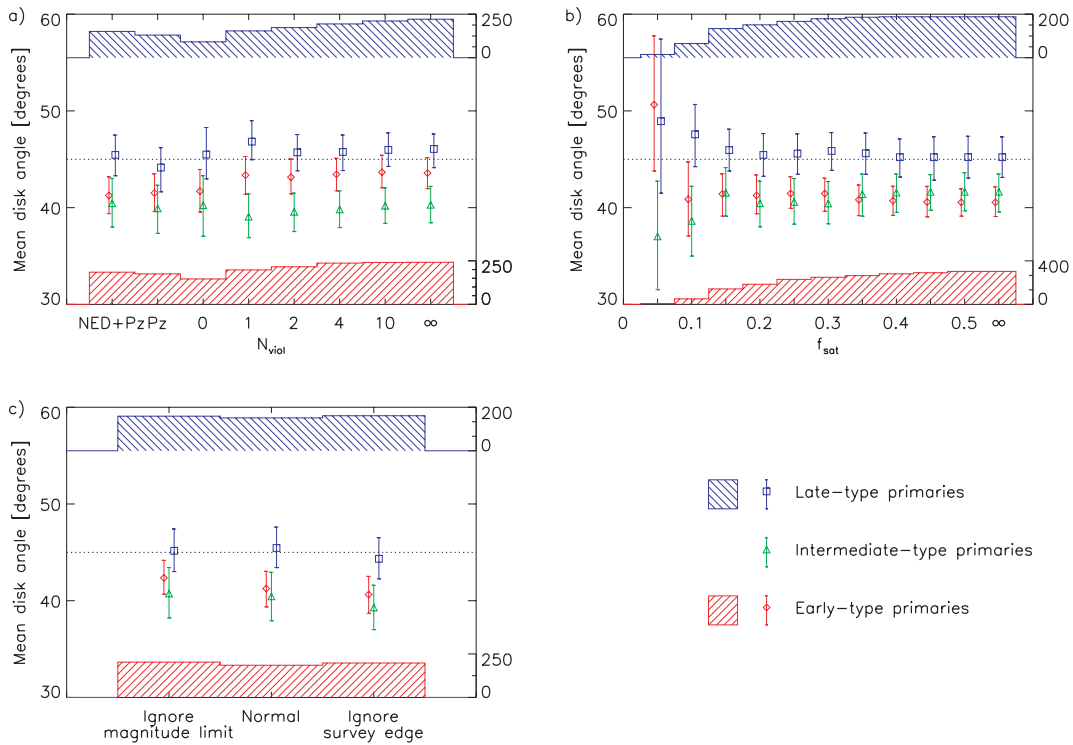 a)
60
50
40
30
Mean disk angle [degrees]
250
0
250
0
NED+Pz Pz 0 1 2 4 10 ∞
N_viol
b)
60
50
40
30
Mean disk angle [degrees]
200
0
400
0
0 0.1 0.2 0.3 0.4 0.5 ∞
f_sat
c)
60
50
40
30
Mean disk angle [degrees]
200
0
250
0
Ignore magnitude limit
Normal
Ignore survey edge
Late-type primaries
Intermediate-type primaries
Early-type primaries